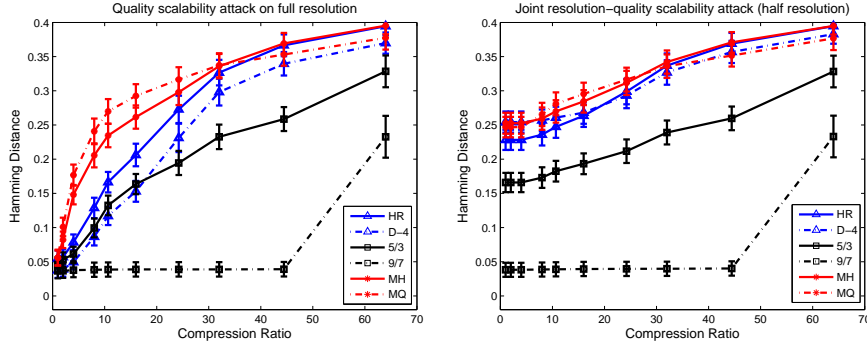 Quality scalability attack on full resolution
0.4
0.35
0.3
0.25
0.2
0.15
0.1
0.05
0
Hamming Distance
0 10 20 30 40 50 60 70
Compression Ratio
HR
D−4
5/3
9/7
MH
MQ
Joint resolution−quality scalability attack (half resolution)
0.4
0.35
0.3
0.25
0.2
0.15
0.1
0.05
0
Hamming Distance
0 10 20 30 40 50 60 70
Compression Ratio
HR
D−4
5/3
9/7
MH
MQ